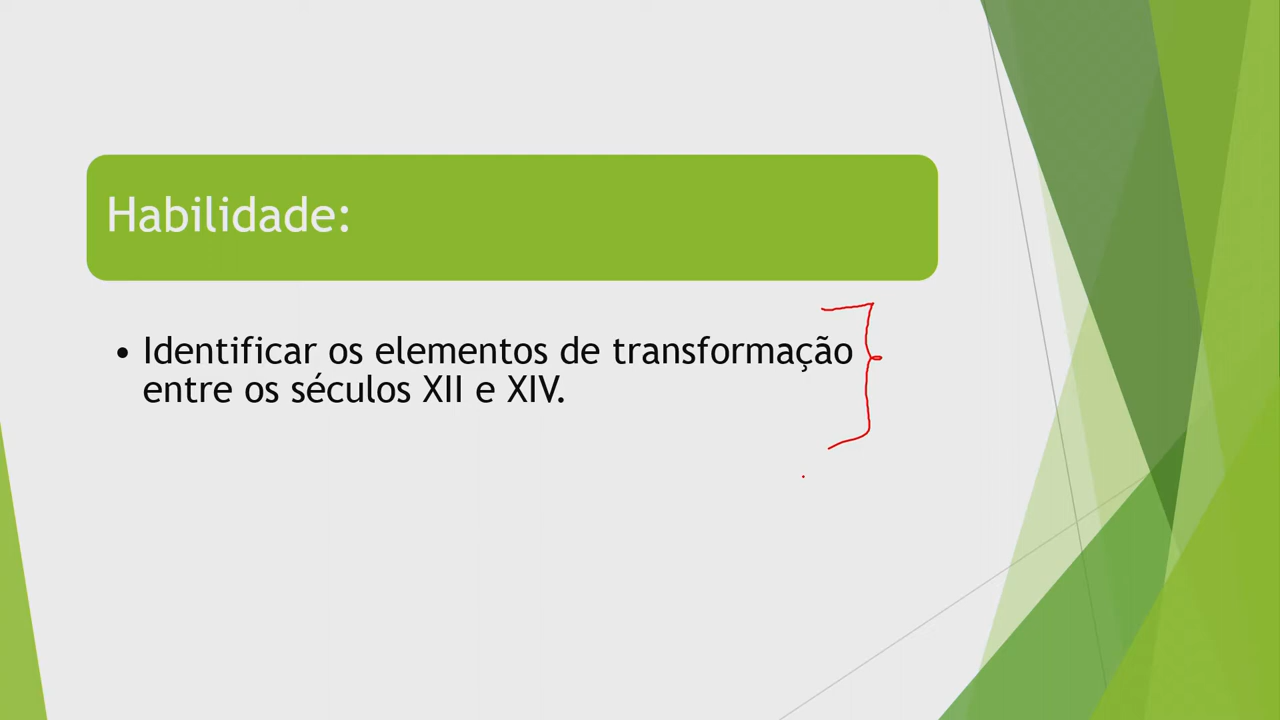 Habilidade:
• Identificar os elementos de transformação
entre os séculos XII e XIV.